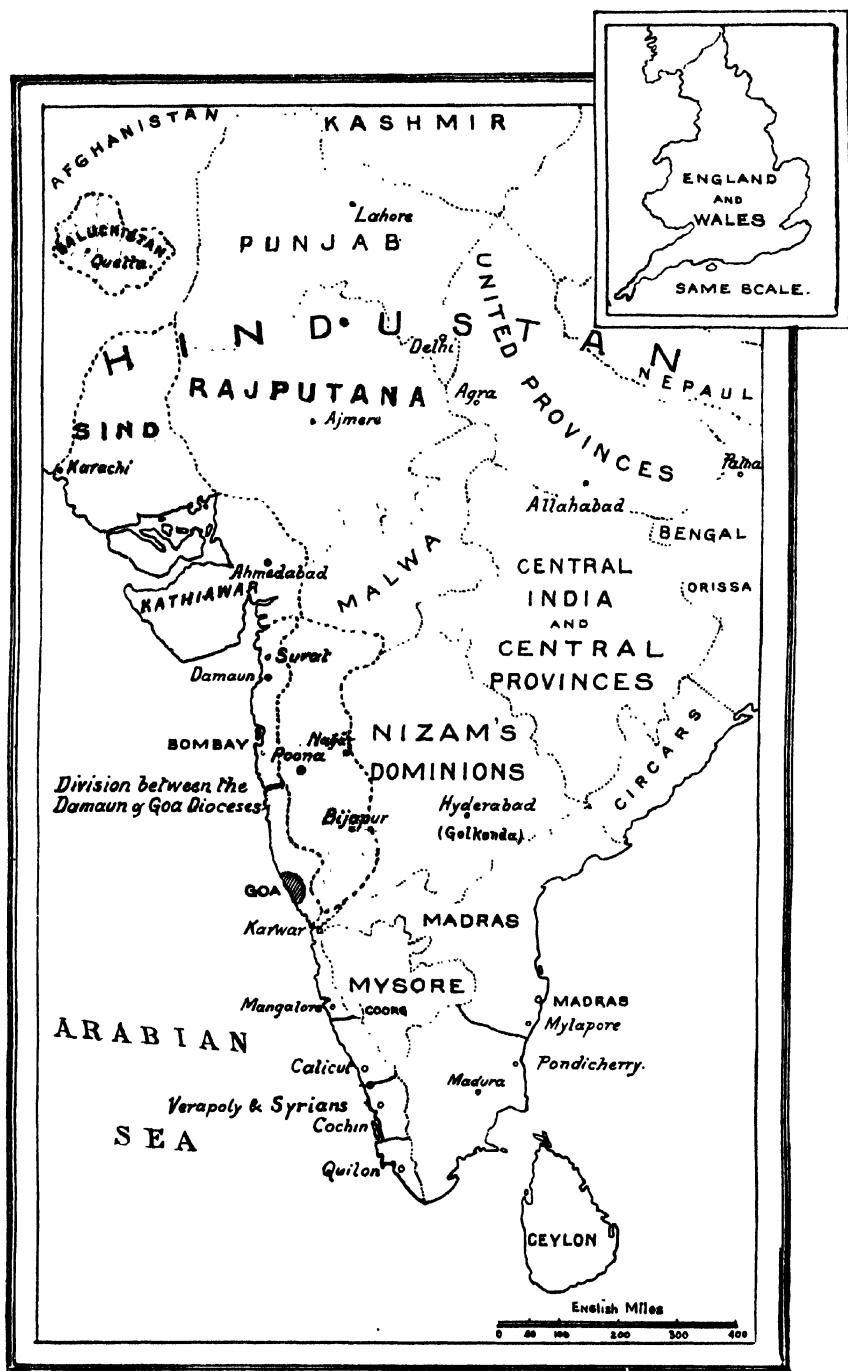 ENGLAND
AND
WALES
SAME SCALE.
AFGHANISTAN
KASHMIR
BALUCHISTAN
Quetta
Lahore
PUNJAB
HINDUSTAN
UNITED PROVINCES
Delhi
NEPAUL
RAJPUTANA
Agra
Ajmere
SIND
Karachi
Patna
Allahabad
BENGAL
MALWA
Ahmedabad
KATHIAWAR
CENTRAL
INDIA
AND
CENTRAL
PROVINCES
ORISSA
Surat
Damaun
CIRCARS
BOMBAY
Poona
NIZAM'S
DOMINIONS
Division between the
Damaun & Goa Dioceses
Hyderabad
(Golkonda)
Bijapur
GOA
Karwar
MADRAS
MYSORE
COORG
Mangalore
MADRAS
Mylapore
ARABIAN
SEA
Calicut
Pondicherry.
Madura
Verapoly & Syrians
Cochin
Quilon
CEYLON
English Miles
0 50 100 200 300 400